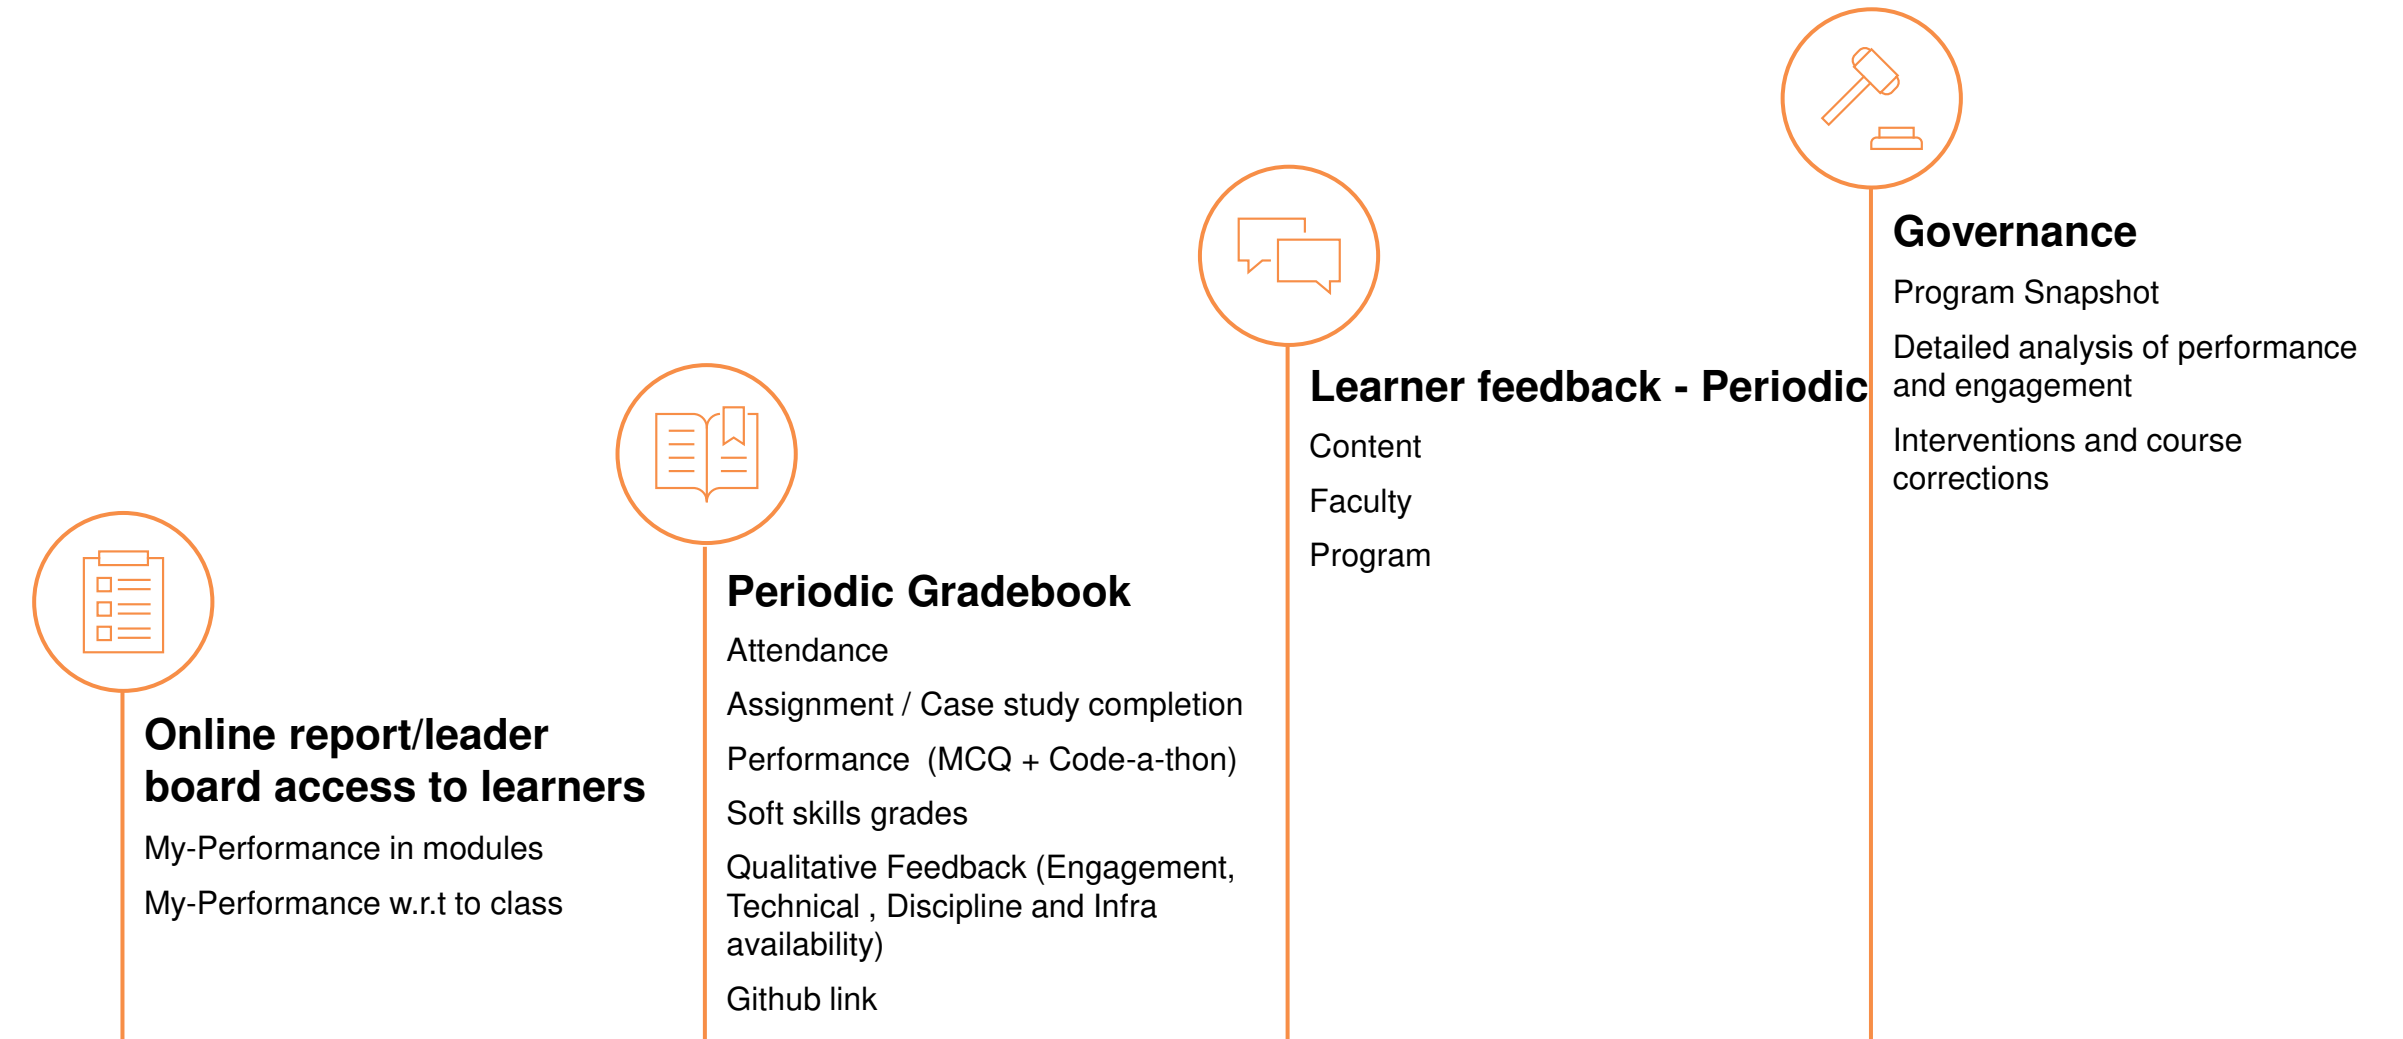 Online report/leader
board access to learners
My-Performance in modules
My-Performance w.r.t to class
Periodic Gradebook
Attendance
Assignment / Case study completion
Performance  (MCQ + Code-a-thon)
Soft skills grades
Qualitative Feedback (Engagement,
Technical , Discipline and Infra
availability)
Github link
Learner feedback - Periodic
Content
Faculty
Program
Governance
Program Snapshot
Detailed analysis of performance
and engagement
Interventions and course
corrections